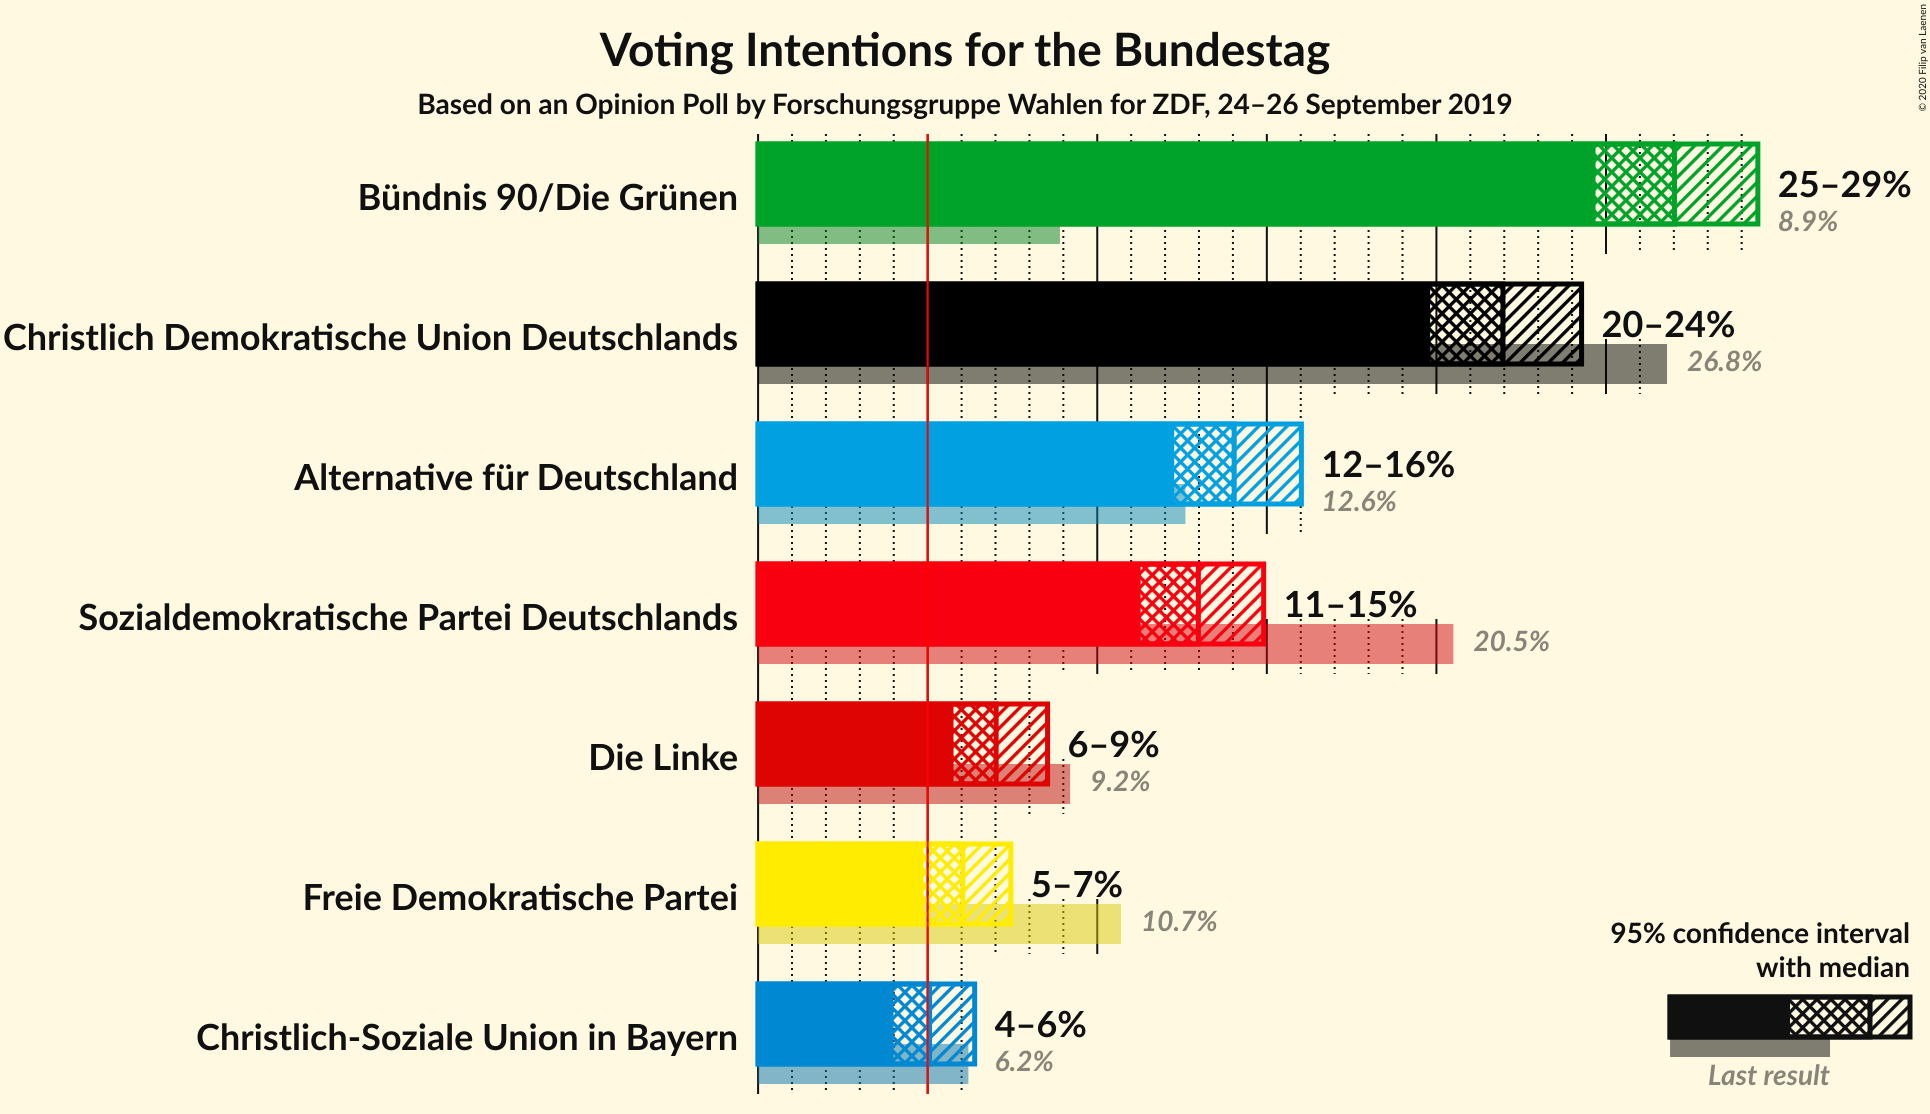 Voting Intentions for the Bundestag
Based on an Opinion Poll by Forschungsgruppe Wahlen for ZDF, 24–26 September 2019
© 2020 Filip van Laenen
Bündnis 90/Die Grünen
25–29%
8.9%
Christlich Demokratische Union Deutschlands
20–24%
26.8%
Alternative für Deutschland
12–16%
12.6%
Sozialdemokratische Partei Deutschlands
11–15%
20.5%
Die Linke
6–9%
9.2%
Freie Demokratische Partei
5–7%
10.7%
Christlich-Soziale Union in Bayern
4–6%
6.2%
95% confidence interval
with median
Last result